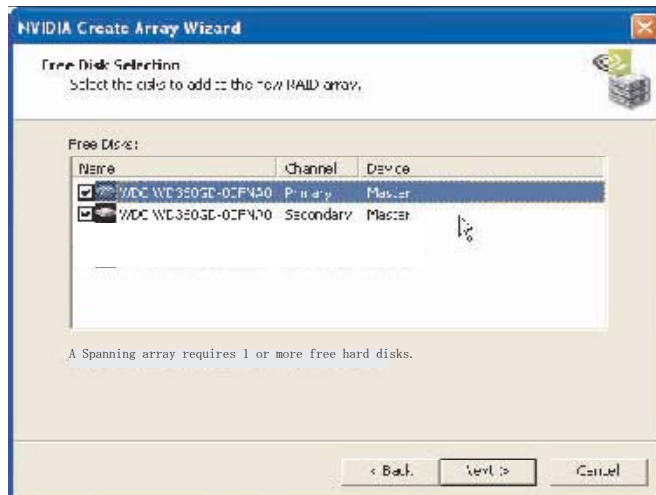 NVIDIA Create Array Wizard
Free Disk Selection
Select the disks to add to the new RAID array.
Free Disks:
Name Channel Device
WDC Primary Master
WDC Secondary Master
A Spanning array requires 1 or more free hard disks.
< Back Next > Cancel